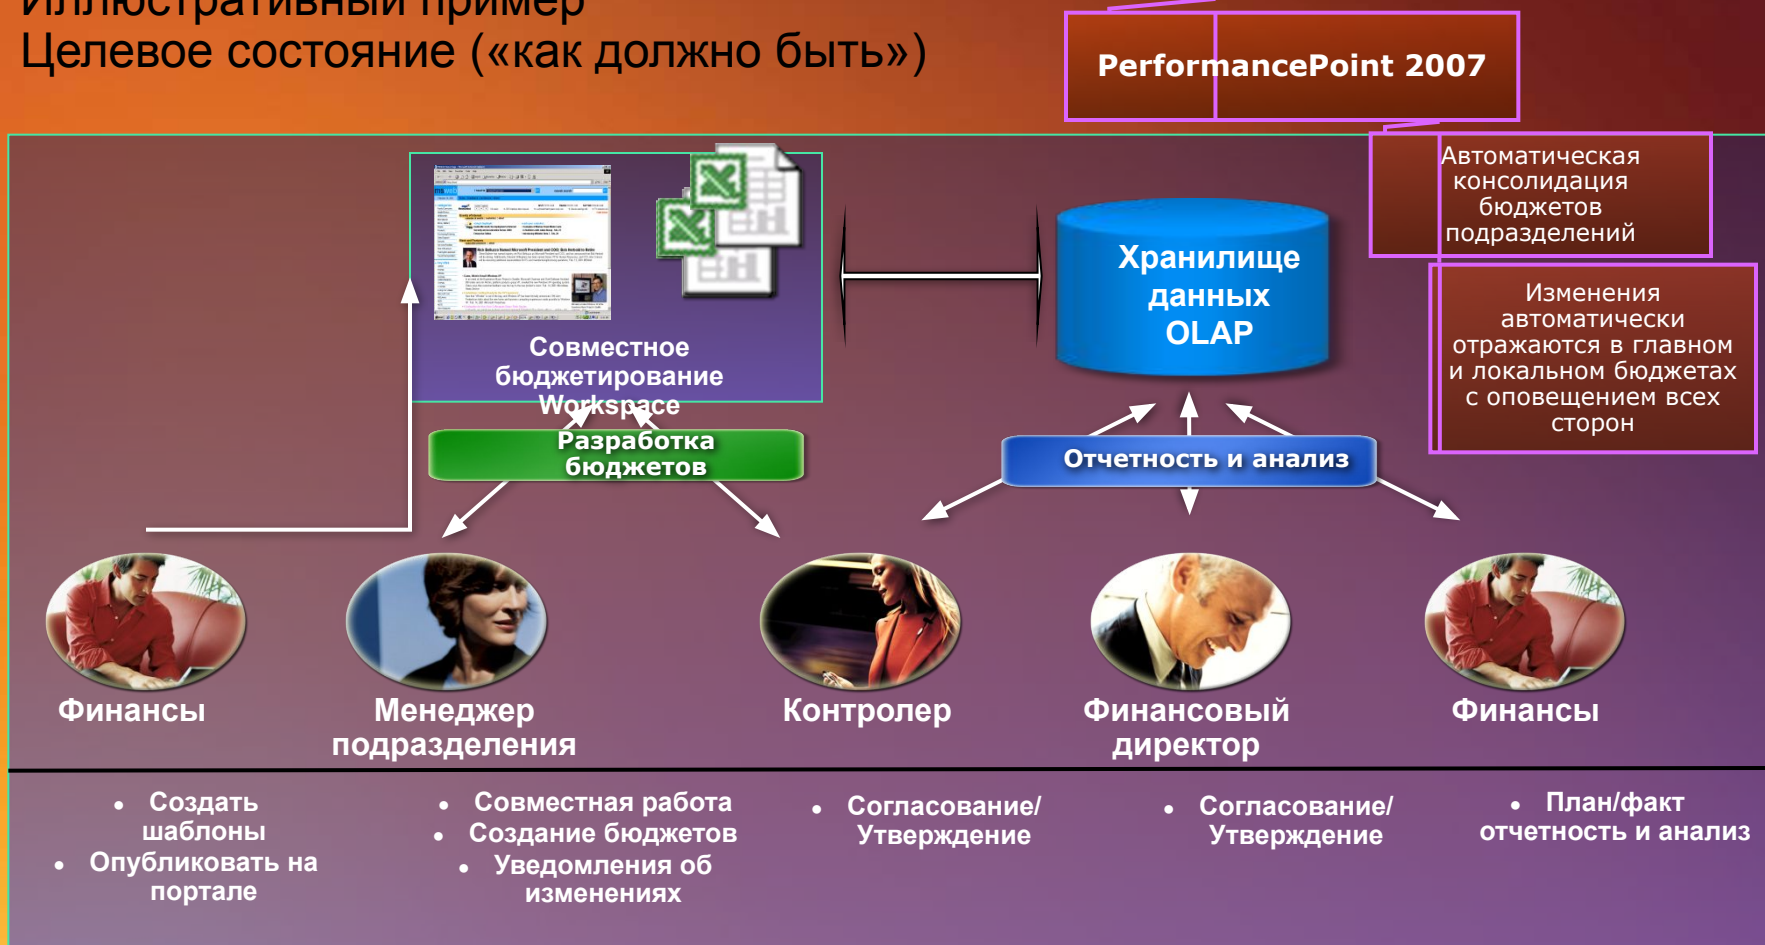 Иллюстративный пример
Целевое состояние («как должно быть»)
PerformancePoint 2007
Автоматическая
консолидация
бюджетов
подразделений
Изменения
автоматически
отражаются в главном
и локальном бюджетах
с оповещением всех
сторон
Совместное
бюджетирование
Workspace
Хранилище
данных
OLAP
Разработка
бюджетов
Отчетность и анализ
Финансы
Менеджер
подразделения
Контролер
Финансовый
директор
Финансы
• Создать
шаблоны
• Опубликовать на
портале
• Совместная работа
• Создание бюджетов
• Уведомления об
изменениях
• Согласование/
Утверждение
• Согласование/
Утверждение
• План/факт
отчетность и анализ